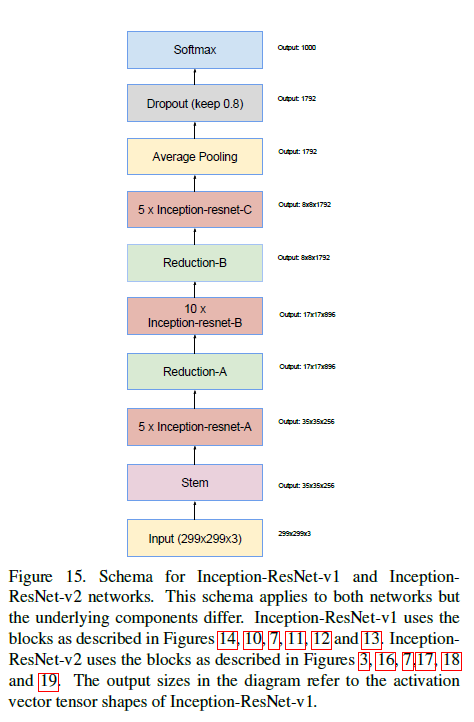 Softmax
Output: 1000
Dropout (keep 0.8)
Output: 1792
Average Pooling
Output: 1792
5 x Inception-resnet-C
Output: 8x8x1792
Reduction-B
Output: 8x8x1792
10 x
Inception-resnet-B
Output: 17x17x896
Reduction-A
Output: 17x17x896
5 x Inception-resnet-A
Output: 35x35x256
Stem
Output: 35x35x256
Input (299x299x3)
299x299x3
Figure 15. Schema for Inception-ResNet-v1 and Inception-
ResNet-v2 networks. This schema applies to both networks but
the underlying components differ. Inception-ResNet-v1 uses the
blocks as described in Figures 14, 10, 7, 11, 12 and 13. Inception-
ResNet-v2 uses the blocks as described in Figures 3, 16, 7,17, 18
and 19. The output sizes in the diagram refer to the activation
vector tensor shapes of Inception-ResNet-v1.